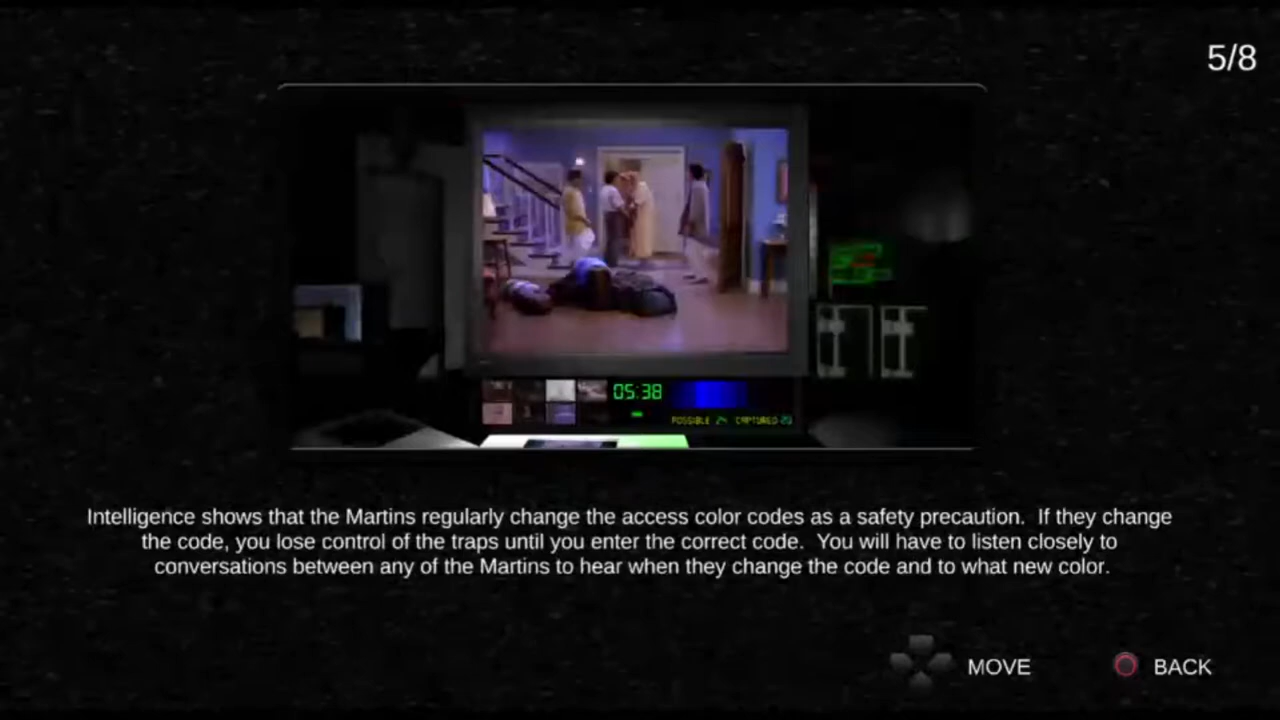 5/8
05:38
POSSIBLE 24 CAPTURED
Intelligence shows that the Martins regularly change the access color codes as a safety precaution.  If they change
the code, you lose control of the traps until you enter the correct code.  You will have to listen closely to
conversations between any of the Martins to hear when they change the code and to what new color.
MOVE
BACK